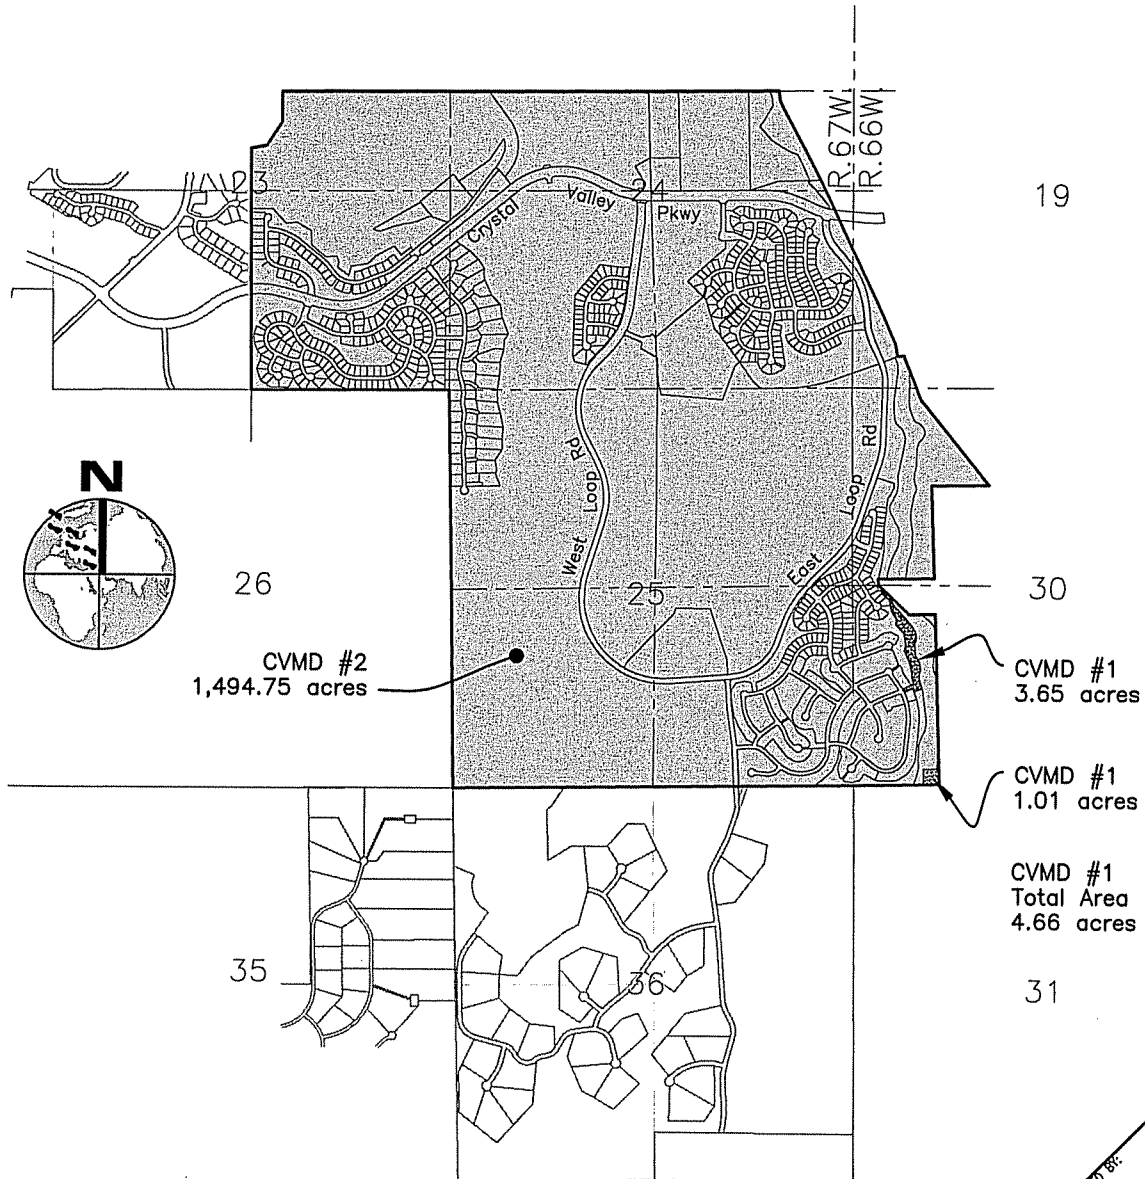 R.67W.
R.66W.
23
24
19
Crystal
Valley
Pkwy
West
Loop
Rd
East
Loop
Rd
N
26
25
30
CVMD #2
1,494.75 acres
CVMD #1
3.65 acres
CVMD #1
1.01 acres
CVMD #1
Total Area
4.66 acres
35
36
31
BY: